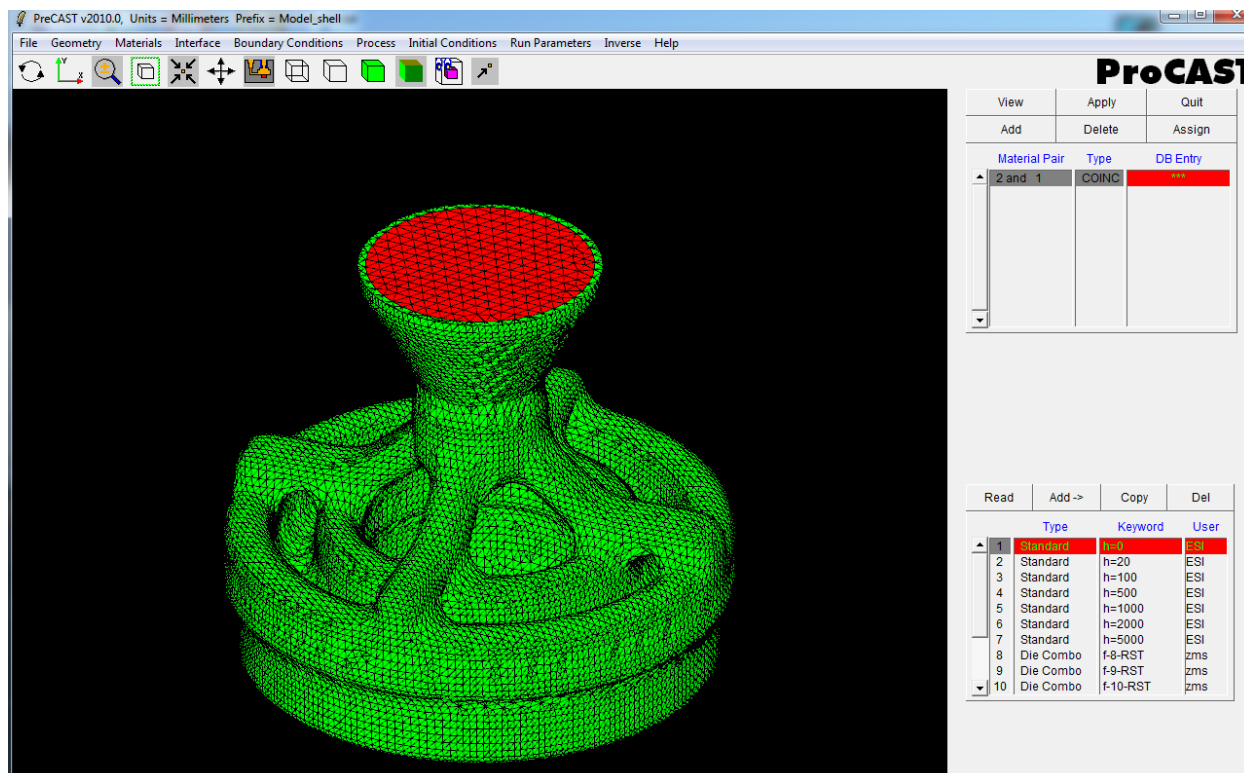 PreCAST v2010.0, Units = Millimeters Prefix = Model_shell
File Geometry Materials Interface Boundary Conditions Process Initial Conditions Run Parameters Inverse Help
Y
x
ProCAST
View Apply Quit
Add Delete Assign
Material Pair Type DB Entry
2 and 1 COINC ***
Read Add -> Copy Del
Type Keyword User
1 Standard h=0 ESI
2 Standard h=20 ESI
3 Standard h=100 ESI
4 Standard h=500 ESI
5 Standard h=1000 ESI
6 Standard h=2000 ESI
7 Standard h=5000 ESI
8 Die Combo f-8-RST zms
9 Die Combo f-9-RST zms
10 Die Combo f-10-RST zms